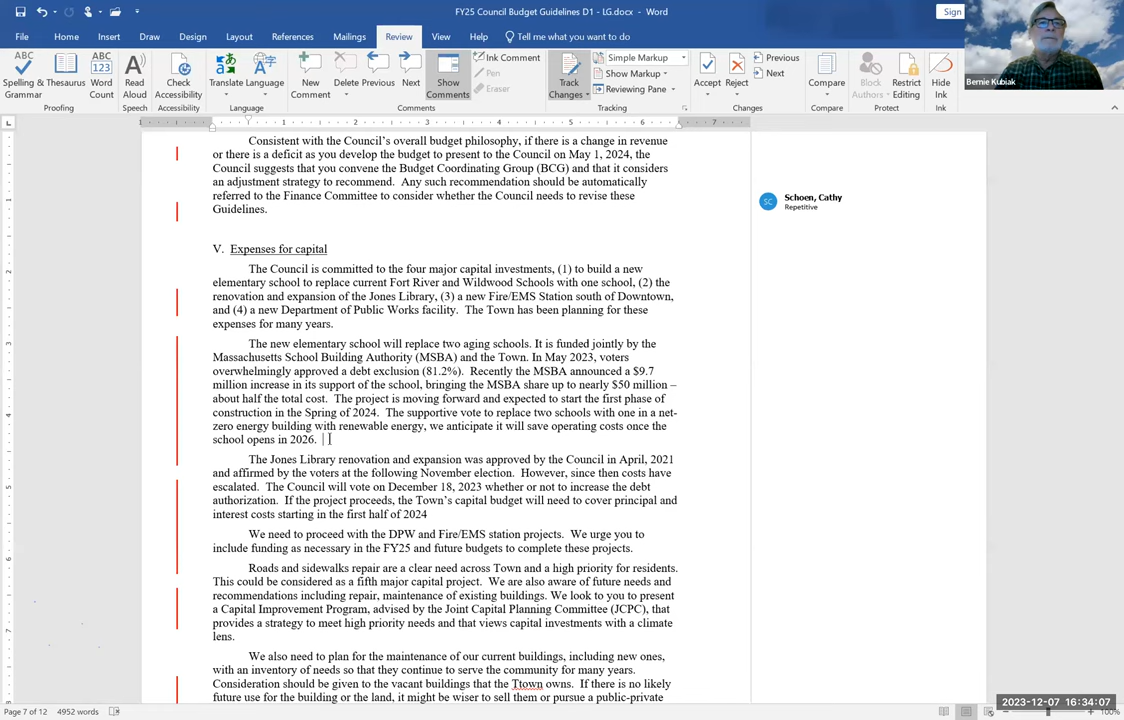 FY25 Council Budget Guidelines D1 - LG.docx - Word
Sign
File Home Insert Draw Design Layout References Mailings Review View Help Tell me what you want to do
Spelling & Grammar
Thesaurus
Word Count
Proofing
Read Aloud
Speech
Check Accessibility
Accessibility
Translate
Language
Language
New Comment
Delete
Previous
Next
Show Comments
Ink Comment
Pen
Eraser
Comments
Track Changes
Simple Markup
Show Markup
Reviewing Pane
Tracking
Accept
Reject
Previous
Next
Changes
Compare
Compare
Block Authors
Restrict Editing
Protect
Hide Ink
Ink
Bernie Kubiak
Consistent with the Council's overall budget philosophy, if there is a change in revenue
or there is a deficit as you develop the budget to present to the Council on May 1, 2024, the
Council suggests that you convene the Budget Coordinating Group (BCG) and that it considers
an adjustment strategy to recommend. Any such recommendation should be automatically
referred to the Finance Committee to consider whether the Council needs to revise these
Guidelines.
SC Schoen, Cathy
Repetitive
V. Expenses for capital
The Council is committed to the four major capital investments, (1) to build a new
elementary school to replace current Fort River and Wildwood Schools with one school, (2) the
renovation and expansion of the Jones Library, (3) a new Fire/EMS Station south of Downtown,
and (4) a new Department of Public Works facility. The Town has been planning for these
expenses for many years.
The new elementary school will replace two aging schools. It is funded jointly by the
Massachusetts School Building Authority (MSBA) and the Town. In May 2023, voters
overwhelmingly approved a debt exclusion (81.2%). Recently the MSBA announced a $9.7
million increase in its support of the school, bringing the MSBA share up to nearly $50 million –
about half the total cost. The project is moving forward and expected to start the first phase of
construction in the Spring of 2024. The supportive vote to replace two schools with one in a net-
zero energy building with renewable energy, we anticipate it will save operating costs once the
school opens in 2026.
The Jones Library renovation and expansion was approved by the Council in April, 2021
and affirmed by the voters at the following November election. However, since then costs have
escalated. The Council will vote on December 18, 2023 whether or not to increase the debt
authorization. If the project proceeds, the Town's capital budget will need to cover principal and
interest costs starting in the first half of 2024
We need to proceed with the DPW and Fire/EMS station projects. We urge you to
include funding as necessary in the FY25 and future budgets to complete these projects.
Roads and sidewalks repair are a clear need across Town and a high priority for residents.
This could be considered as a fifth major capital project. We are also aware of future needs and
recommendations including repair, maintenance of existing buildings. We look to you to present
a Capital Improvement Program, advised by the Joint Capital Planning Committee (JCPC), that
provides a strategy to meet high priority needs and that views capital investments with a climate
lens.
We also need to plan for the maintenance of our current buildings, including new ones,
with an inventory of needs so that they continue to serve the community for many years.
Consideration should be given to the vacant buildings that the Ttown owns. If there is no likely
future use for the building or the land, it might be wiser to sell them or pursue a public-private
Page 7 of 12 4952 words
2023-12-07 16:34:07
100%